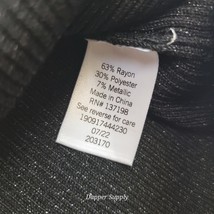 63% Rayon
30% Polyester
7% Metallic
Made in China
RN# 137198
See reverse for care
190917444230
07/22
203170
Dapper Supply